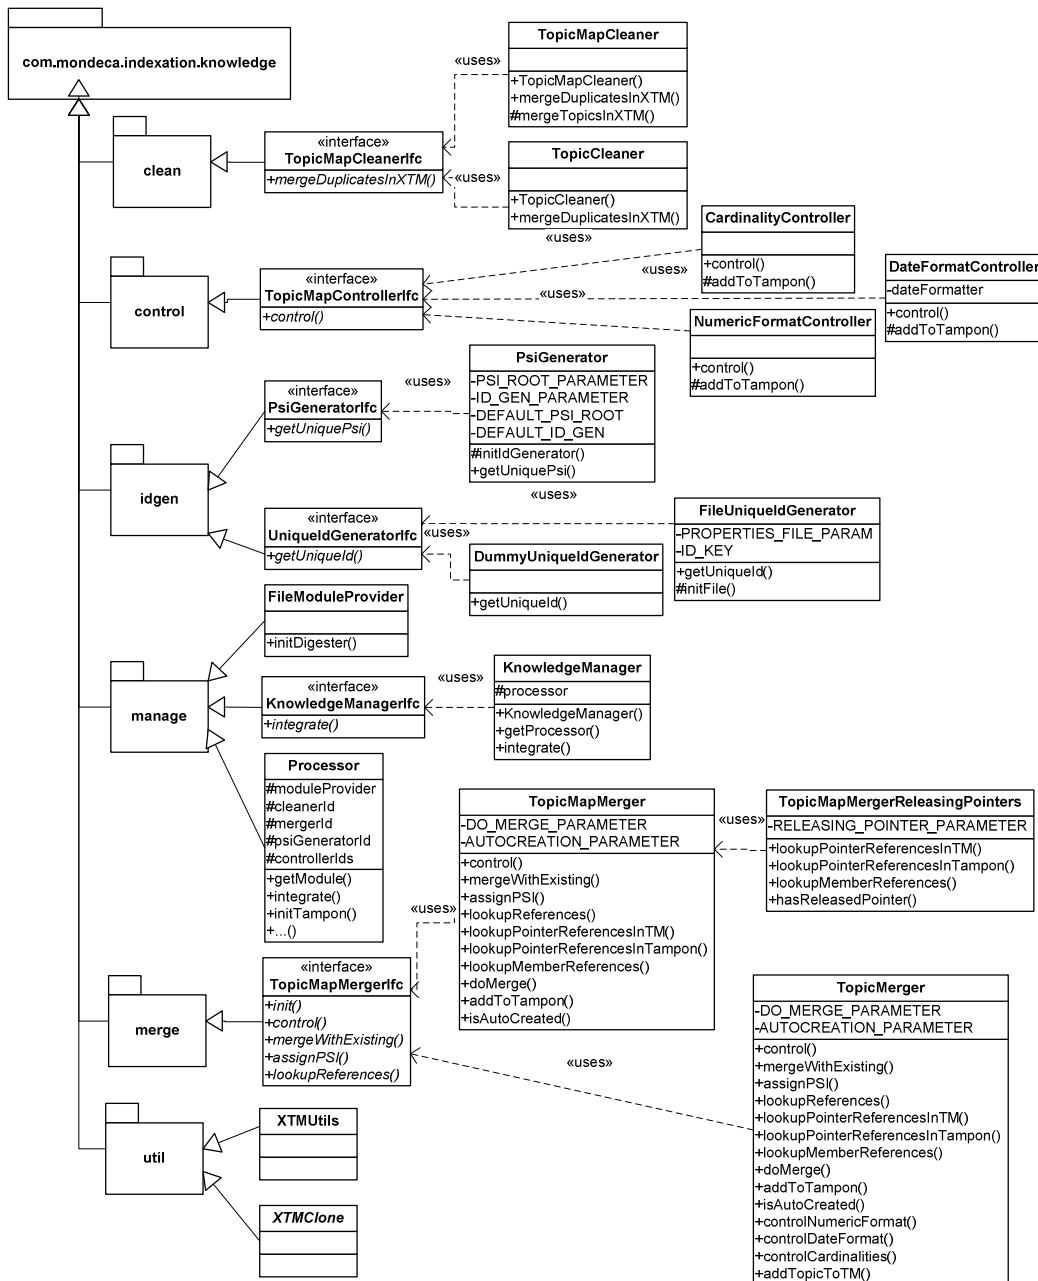 com.mondeca.indexation.knowledge
TopicMapCleaner
+TopicMapCleaner()
+mergeDuplicatesInXTM()
#mergeTopicsInXTM()
«uses»
clean
«interface»
TopicMapCleanerIfc
+mergeDuplicatesInXTM()
TopicCleaner
+TopicCleaner()
+mergeDuplicatesInXTM()
«uses»
«uses»
control
«interface»
TopicMapControllerIfc
+control()
CardinalityController
+control()
#addToTampon()
«uses»
«uses»
DateFormatController
-dateFormatter
+control()
#addToTampon()
NumericFormatController
+control()
#addToTampon()
idgen
«interface»
PsiGeneratorIfc
+getUniquePsi()
«uses»
PsiGenerator
-PSI_ROOT_PARAMETER
-ID_GEN_PARAMETER
-DEFAULT_PSI_ROOT
-DEFAULT_ID_GEN
#initIdGenerator()
+getUniquePsi()
«uses»
«interface»
UniqueIdGeneratorIfc
+getUniqueId()
«uses»
DummyUniqueIdGenerator
+getUniqueId()
FileUniqueIdGenerator
-PROPERTIES_FILE_PARAM
-ID_KEY
+getUniqueId()
#initFile()
manage
FileModuleProvider
+initDigester()
«interface»
KnowledgeManagerIfc
+integrate()
«uses»
KnowledgeManager
#processor
+KnowledgeManager()
+getProcessor()
+integrate()
Processor
#moduleProvider
#cleanerId
#mergerId
#psiGeneratorId
#controllerIds
+getModule()
+integrate()
+initTampon()
+...()
TopicMapMerger
-DO_MERGE_PARAMETER
-AUTOCREATION_PARAMETER
+control()
+mergeWithExisting()
+assignPSI()
+lookupReferences()
+lookupPointerReferencesInTM()
+lookupPointerReferencesInTampon()
+lookupMemberReferences()
+doMerge()
+addToTampon()
+isAutoCreated()
«uses»
TopicMapMergerReleasingPointers
-RELEASING_POINTER_PARAMETER
+lookupPointerReferencesInTM()
+lookupPointerReferencesInTampon()
+lookupMemberReferences()
+hasReleasedPointer()
«uses»
merge
«interface»
TopicMapMergerIfc
+init()
+control()
+mergeWithExisting()
+assignPSI()
+lookupReferences()
«uses»
TopicMerger
-DO_MERGE_PARAMETER
-AUTOCREATION_PARAMETER
+control()
+mergeWithExisting()
+assignPSI()
+lookupReferences()
+lookupPointerReferencesInTM()
+lookupPointerReferencesInTampon()
+lookupMemberReferences()
+doMerge()
+addToTampon()
+isAutoCreated()
+controlNumericFormat()
+controlDateFormat()
+controlCardinalities()
+addTopicToTM()
util
XTMUtils
XTMClone